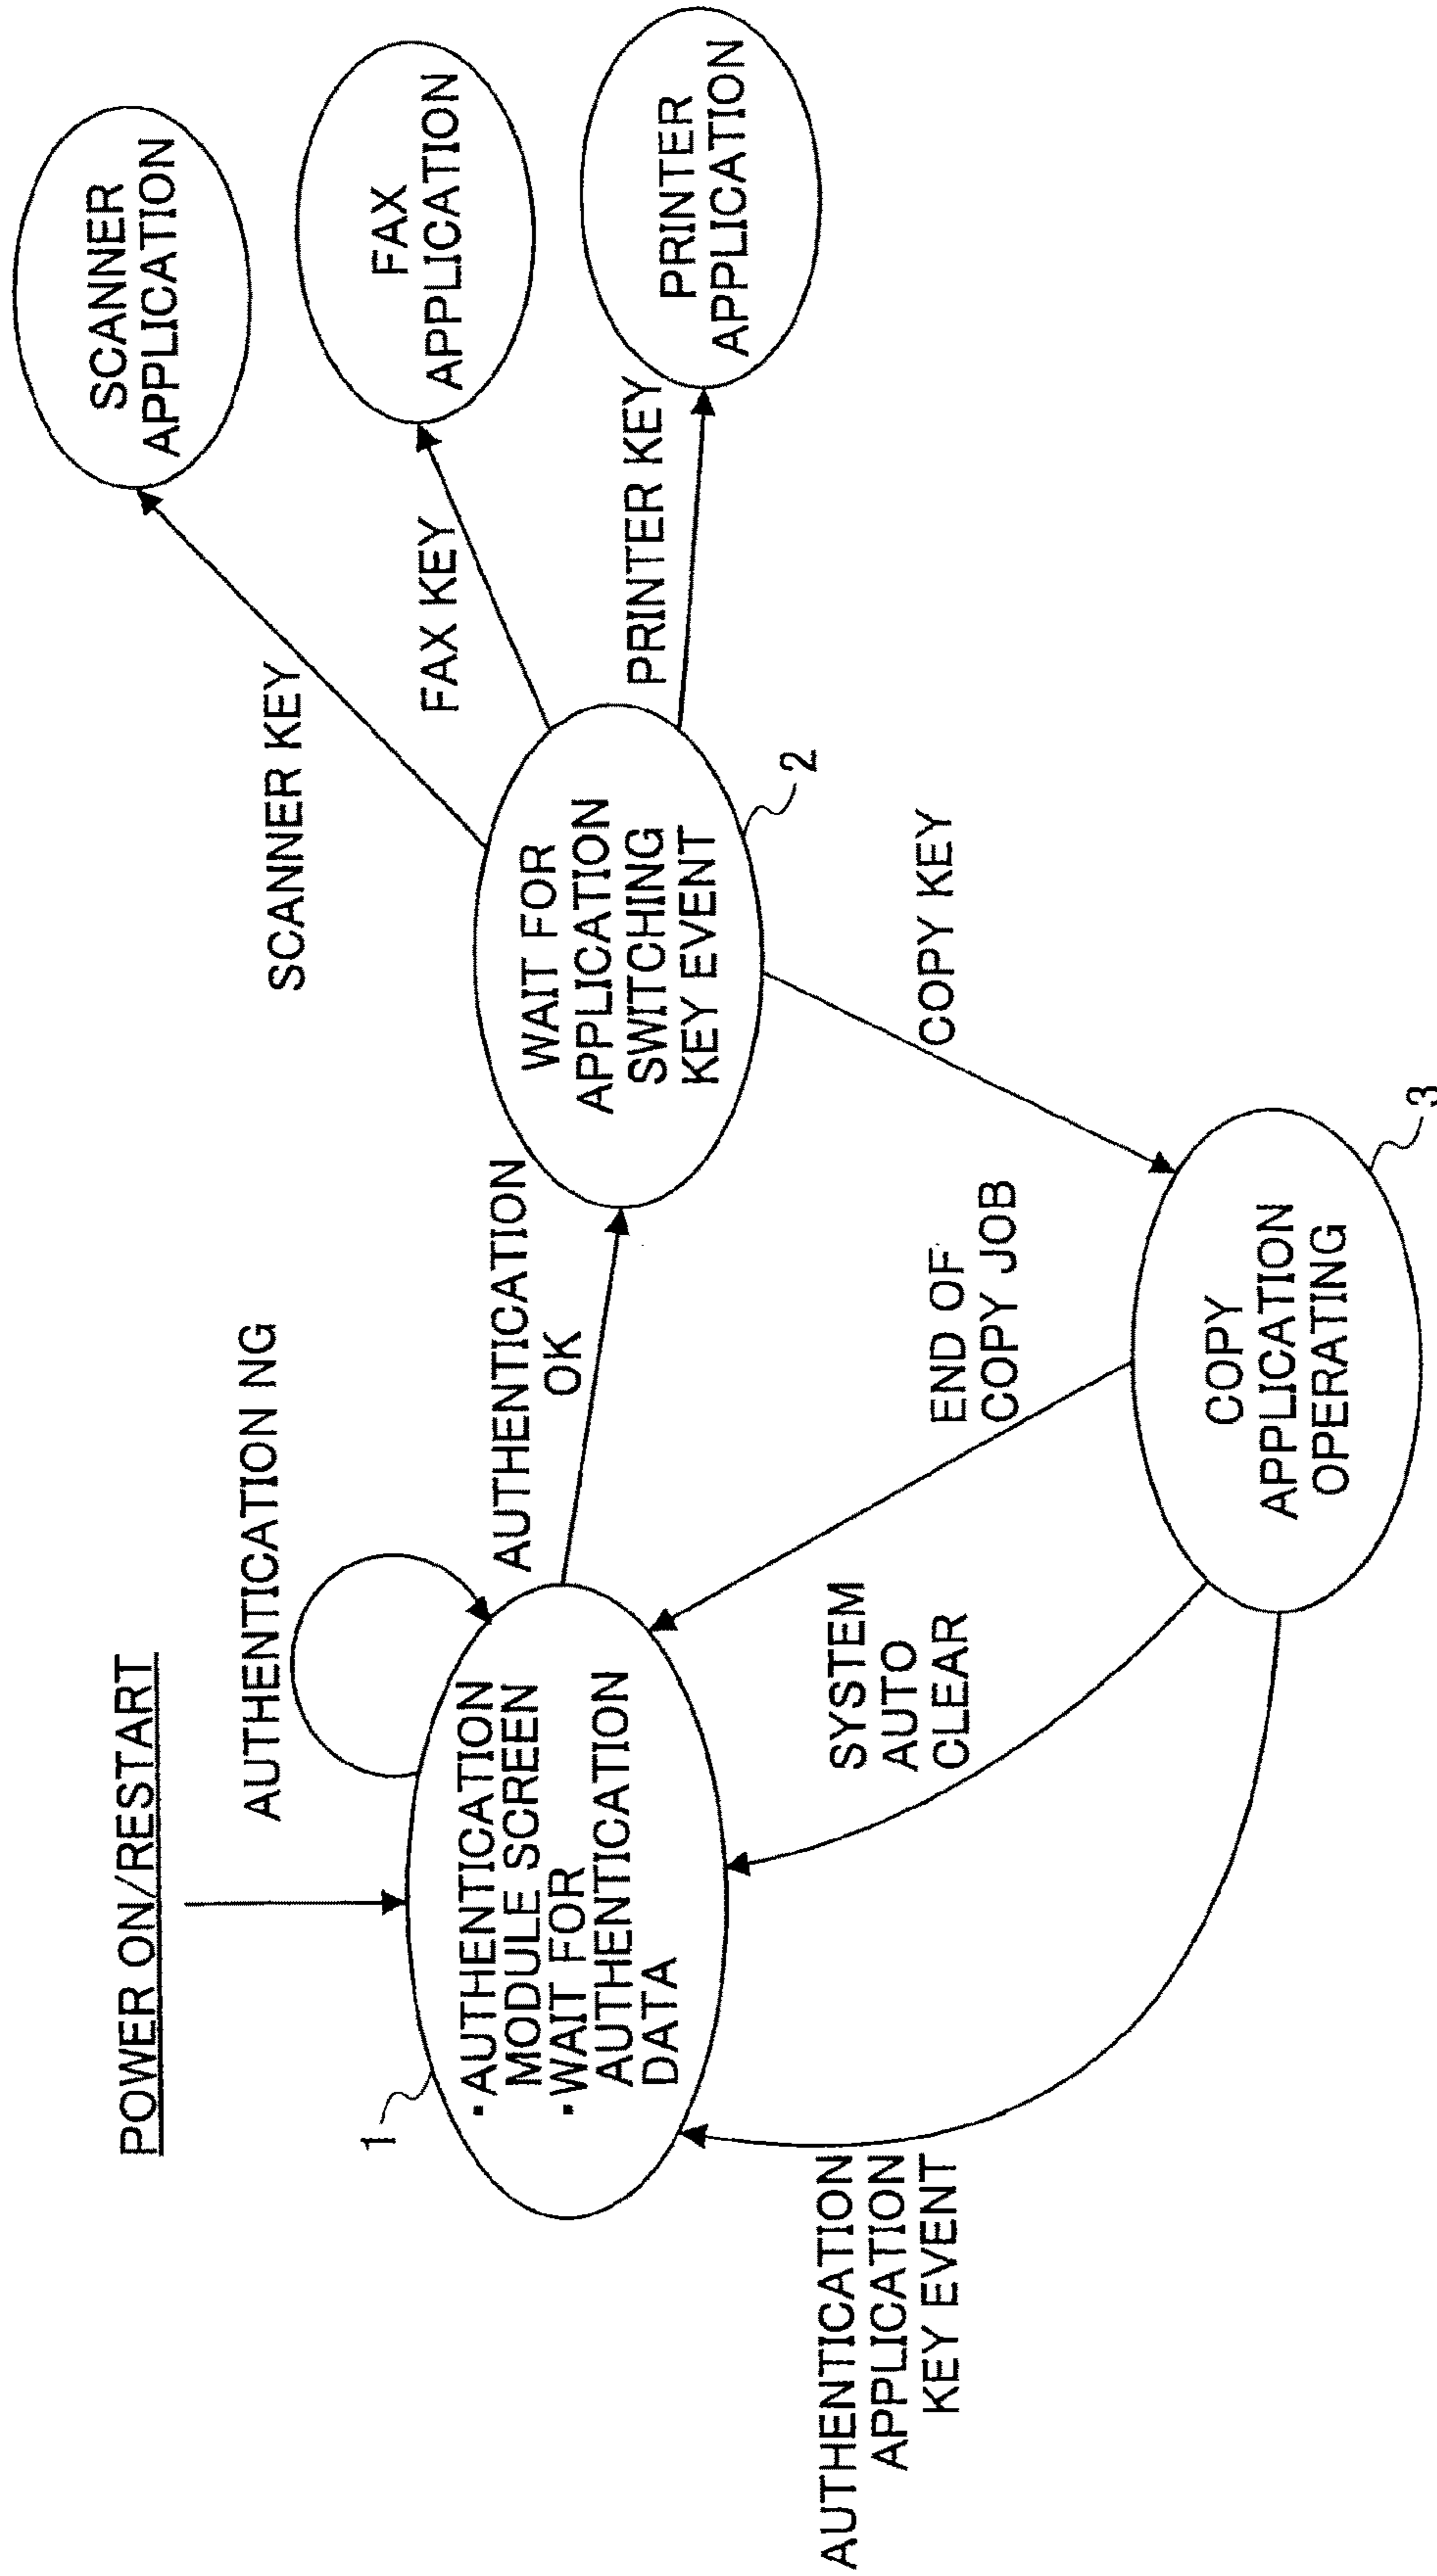 POWER ON/RESTART
AUTHENTICATION NG
1
・AUTHENTICATION
MODULE SCREEN
・WAIT FOR
AUTHENTICATION
DATA
AUTHENTICATION
OK
WAIT FOR
APPLICATION
SWITCHING
KEY EVENT
2
SCANNER KEY
SCANNER
APPLICATION
FAX KEY
FAX
APPLICATION
PRINTER KEY
PRINTER
APPLICATION
COPY KEY
COPY
APPLICATION
OPERATING
3
END OF
COPY JOB
SYSTEM
AUTO
CLEAR
AUTHENTICATION
APPLICATION
KEY EVENT